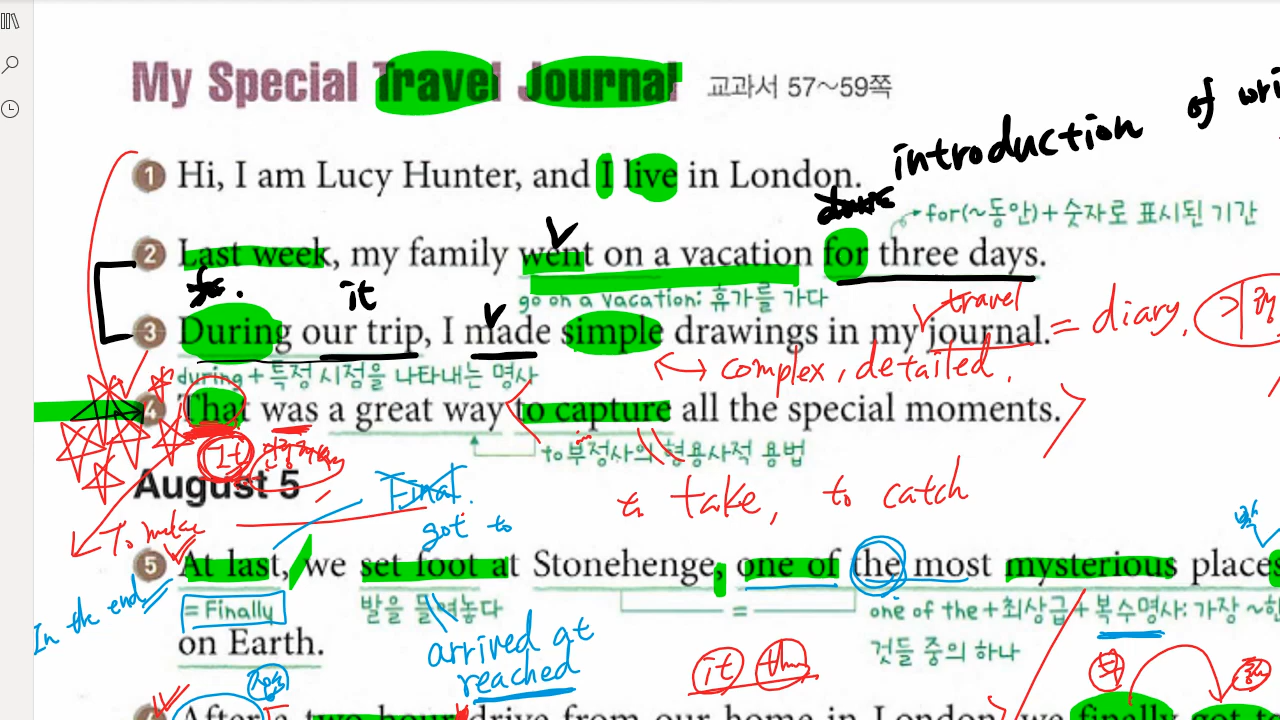 My Special Travel Journal 교과서 57~59쪽
introduction of
1 Hi, I am Lucy Hunter, and I live in London.
for(~동안)+숫자로 표시된 기간
2 Last week, my family went on a vacation for three days.
it
go on a vacation: 휴가를 가다
travel
3 During our trip, I made simple drawings in my journal. = diary,
during + 특정 시점을 나타내는 명사
↔ complex, detailed.
4 That was a great way to capture all the special moments.
It
to부정사의 형용사적 용법
August 5
Final.
to take, to catch
To make
got to
5 At last, we set foot at Stonehenge, one of the most mysterious places
In the end
= Finally
발을 들여놓다
=
one of the+최상급+복수명사: 가장 ~한
on Earth.
arrived at
것들 중의 하나
reached
it
After a two-hour drive from our home in London, we finally got to